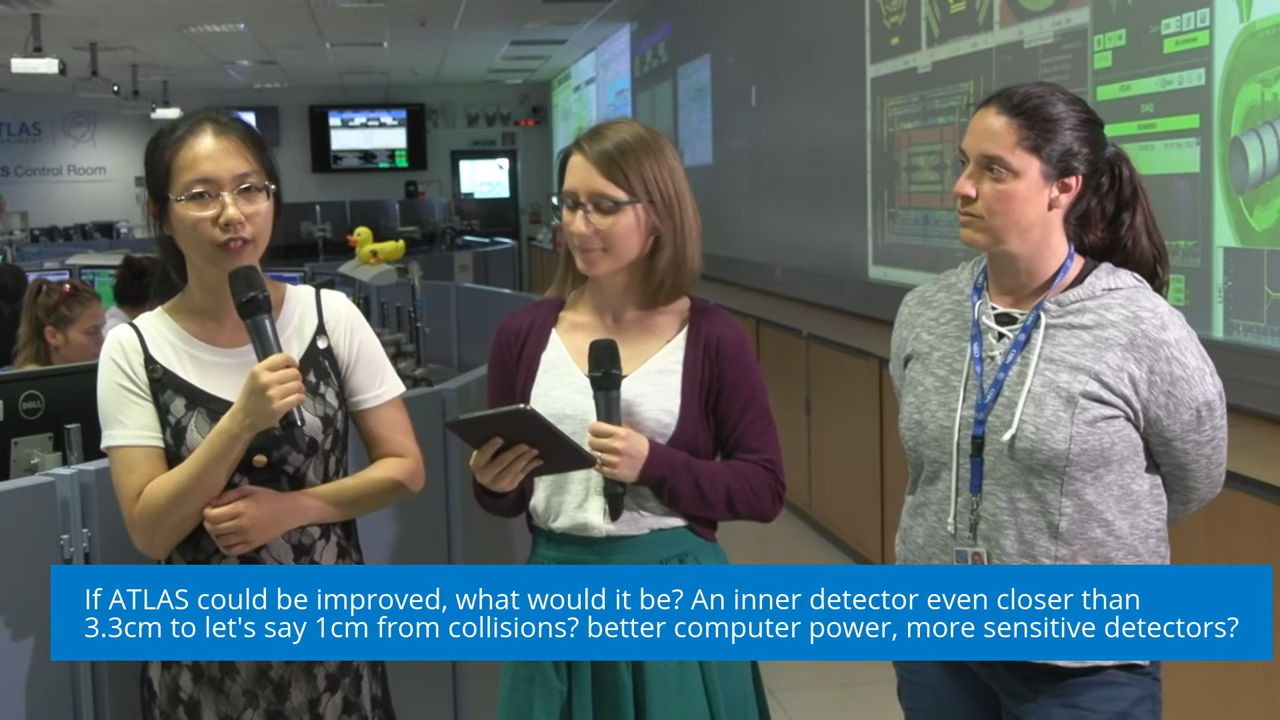 TLAS
S Control Room
DELL
If ATLAS could be improved, what would it be? An inner detector even closer than
3.3cm to let's say 1cm from collisions? better computer power, more sensitive detectors?